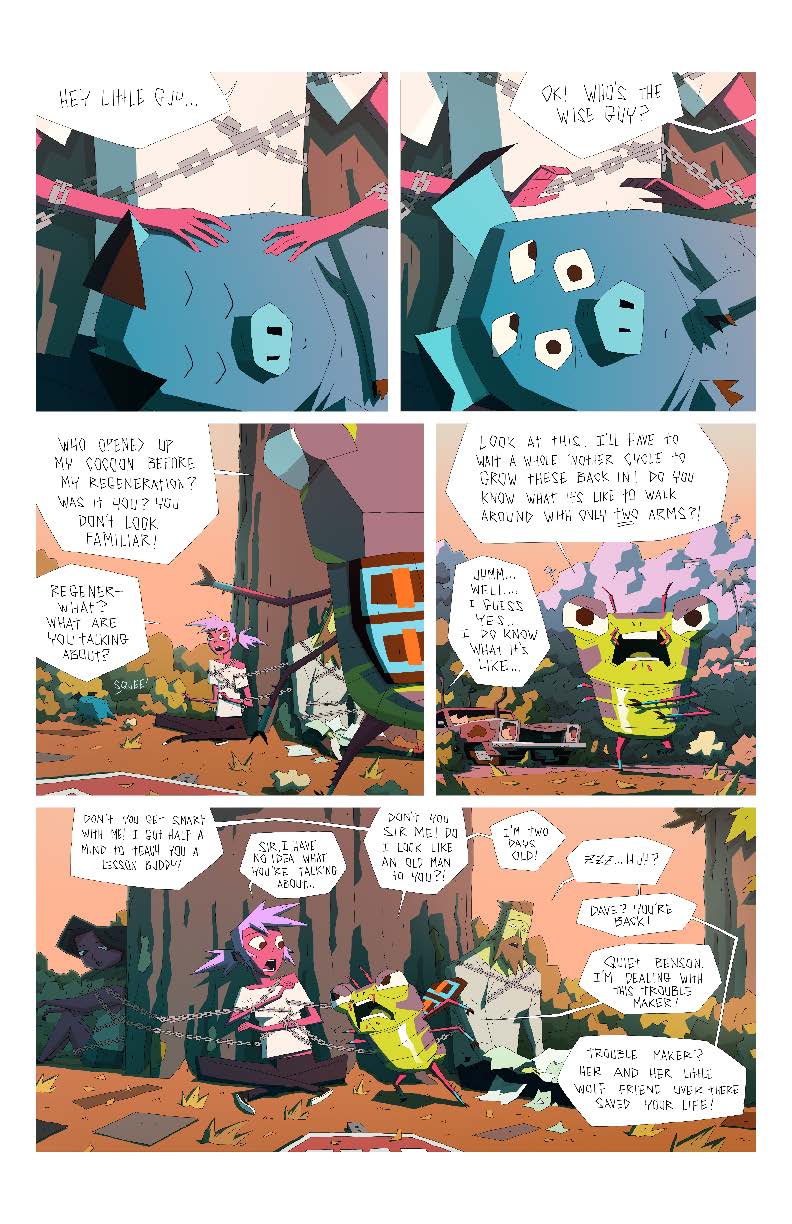 HEY LITTLE GUY...
OK! WHO'S THE
WISE GUY?
WHO OPENED UP
MY COCOON BEFORE
MY REGENERATION?
WAS IT YOU? YOU
DON'T LOOK
FAMILIAR!
REGENER-
WHAT?
WHAT ARE
YOU TALKING
ABOUT?
SQUEE!
LOOK AT THIS. I'LL HAVE TO
WAIT A WHOLE 'NOTHER CYCLE TO
GROW THESE BACK IN! DO YOU
KNOW WHAT IT'S LIKE TO WALK
AROUND WITH ONLY TWO ARMS?!
UMM...
WELL...
I GUESS
YES...
I DO KNOW
WHAT IT'S
LIKE...
DON'T YOU GET SMART
WITH ME! I GOT HALF A
MIND TO TEACH YOU A
LESSON BUDDY!
SIR, I HAVE
NO IDEA WHAT
YOU'RE TALKING
ABOUT...
DON'T YOU
SIR ME! DO
I LOOK LIKE
AN OLD MAN
TO YOU?!
I'M TWO
DAYS
OLD!
ZZZ...HUH?
DAVE? YOU'RE
BACK!
QUIET BENSON.
I'M DEALING WITH
THIS TROUBLE
MAKER!
TROUBLE MAKER?
HER AND HER LITTLE
WOLF FRIEND OVER THERE
SAVED YOUR LIFE!